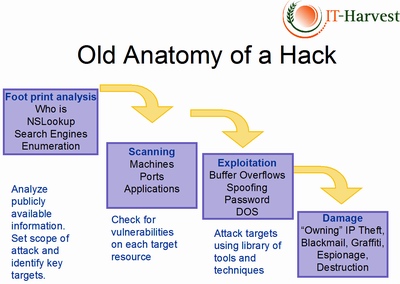 IT-Harvest
Old Anatomy of a Hack
Foot print analysis
Who is
NSLookup
Search Engines
Enumeration
Analyze
publicly
available
information.
Set scope of
attack and
identify key
targets.
Scanning
Machines
Ports
Applications
Check for
vulnerabilities
on each target
resource
Exploitation
Buffer Overflows
Spoofing
Password
DOS
Attack targets
using library of
tools and
techniques
Damage
“Owning” IP Theft,
Blackmail, Graffiti,
Espionage,
Destruction